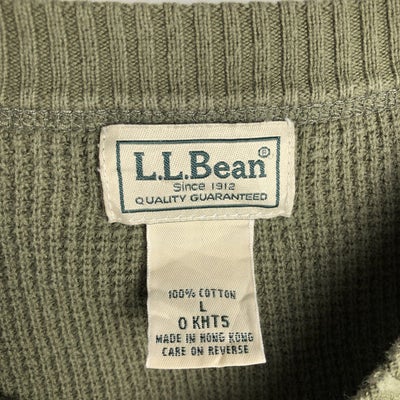 L.L.Bean®
Since 1912
QUALITY GUARANTEED
100% COTTON
L
0 KHT5
MADE IN HONG KONG
CARE ON REVERSE